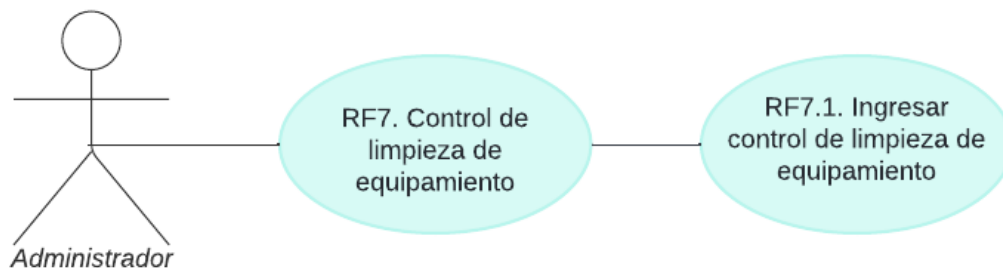 RF7. Control de
limpieza de
equipamiento
RF7.1. Ingresar
control de limpieza de
equipamiento
Administrador